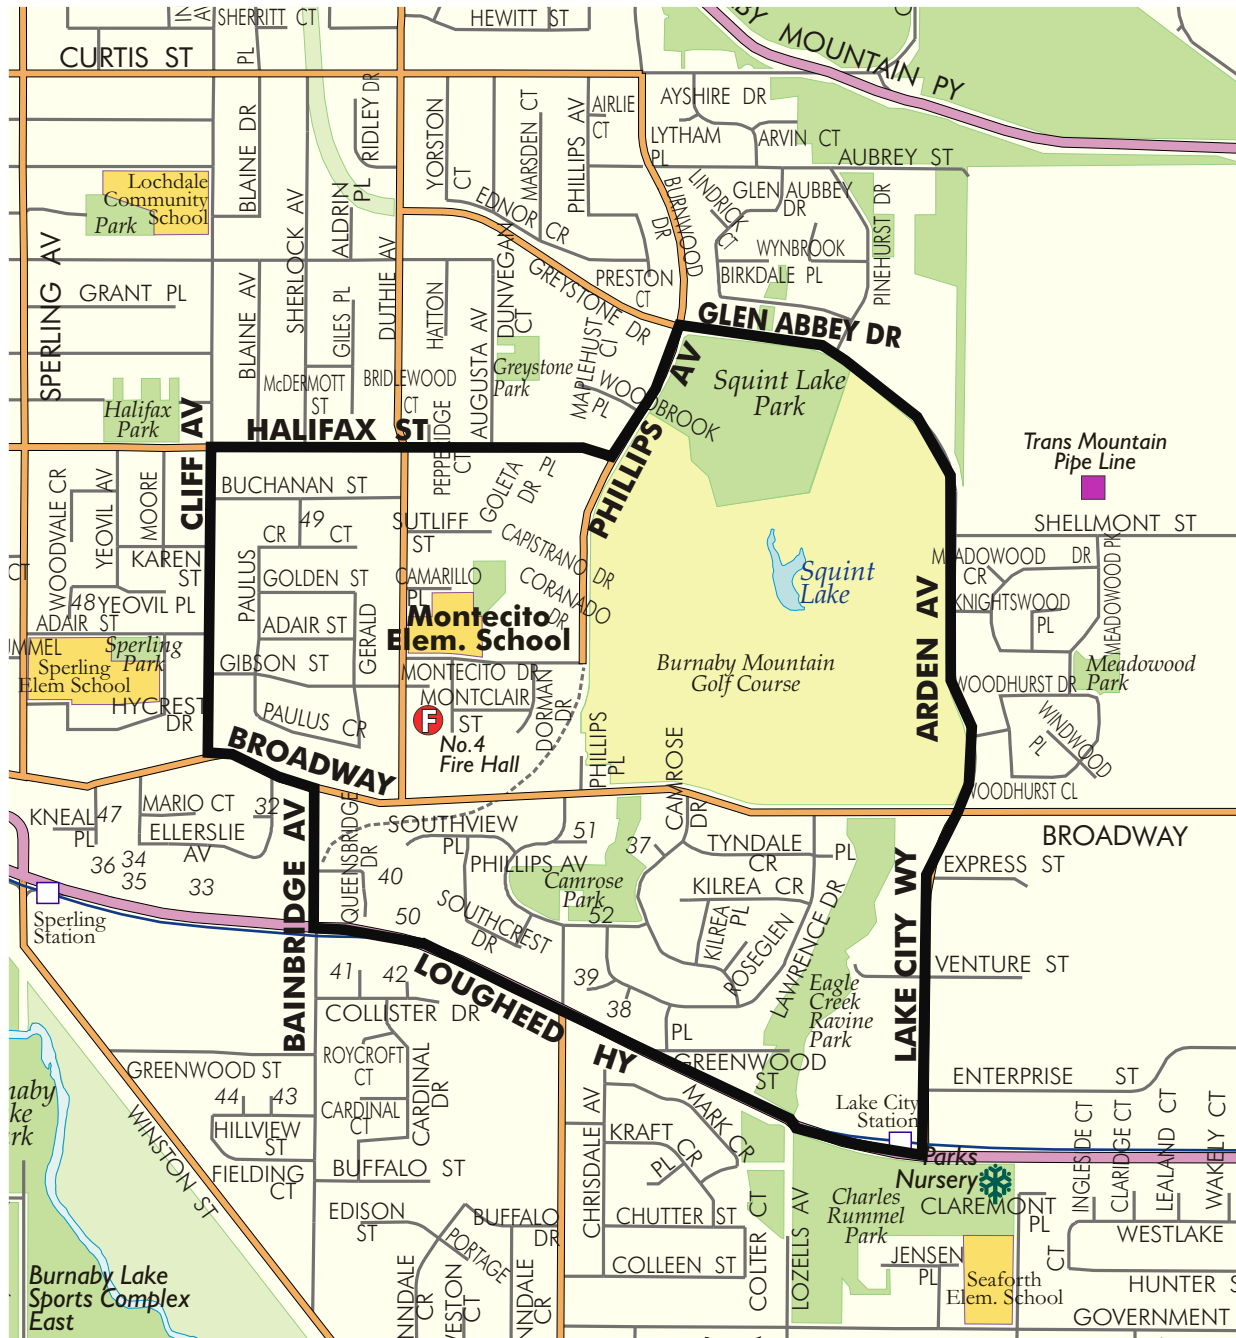 SHERRITT CT
HEWITT ST
CURTIS ST
PL
BURNABY MOUNTAIN PY
BLAINE DR
RIDLEY DR
YORSTON
CT
MARSDEN CT
PHILLIPS AV
AIRLIE
CT
AYSHIRE DR
LYTHAM
PL
ARVIN CT
AUBREY ST
Lochdale
Community
School
Park
SHERLOCK AV
ALDRIN
PL
EDNOR CR
BURNWOOD
DR
LINDRICK
CT
GLEN AUBBEY
DR
WYNBROOK
BIRKDALE PL
PINEHURST DR
SPERLING AV
GRANT PL
BLAINE AV
GILES PL
DUTHIE AV
HATTON
AUGUSTA AV
DUNVEGAN
CT
GREYSTONE DR
PRESTON
CT
GLEN ABBEY DR
McDERMOTT
ST
BRIDLEWOOD
CT
Greystone
Park
MAPLEHUST
CT
WOODBROOK
PL
PHILLIPS AV
Squint Lake
Park
Halifax
Park
CLIFF AV
HALIFAX ST
PEPPERIDGE
CT
GOLETA
DR
PL
Trans Mountain
Pipe Line
WOODVALE CR
YEOVIL AV
MOORE
BUCHANAN ST
CR
49
CT
SUTLIFF
ST
CAPISTRANO DR
SHELLMONT ST
KAREN
ST
CT
PAULUS
GOLDEN ST
CAMARILLO
PL
CORANADO
DR
Squint
Lake
MEADOWOOD DR
CR
MEADOWOOD PK
48
YEOVIL PL
ADAIR ST
ADAIR ST
GERALD
Montecito
Elem. School
KNIGHTSWOOD
PL
Sperling
Park
Sperling
Elem School
GIBSON ST
MONTECITO DR
MONTCLAIR
ST
DORMAN
DR
Burnaby Mountain
Golf Course
ARDEN AV
WOODHURST DR
Meadowood
Park
HYCREST
DR
PAULUS CR
F
No.4
Fire Hall
PHILLIPS
PL
CAMROSE
DR
WINDWOOD
PL
BROADWAY
WOODHURST CL
KNEAL
PL
47
MARIO CT
32
ELLERSLIE
AV
BAINBRIDGE AV
QUEENSBRIDGE
DR
SOUTHVIEW
PL
51
37
TYNDALE
CR
PL
BROADWAY
36
34
35
33
40
PHILLIPS AV
Camrose
Park
KILREA CR
LAKE CITY WY
EXPRESS ST
Sperling
Station
50
SOUTHCREST
DR
52
KILREA
PL
ROSEGLEN
LAWRENCE DR
VENTURE ST
41
42
LOUGHEED HY
39
38
Eagle
Creek
Ravine
Park
COLLISTER DR
PL
GREENWOOD ST
ROYCROFT
CT
CARDINAL
DR
GREENWOOD
ST
ENTERPRISE ST
44
43
HILLVIEW
ST
CARDINAL
CT
CHRISDALE AV
MARK CR
Lake City
Station
WINSTON ST
FIELDING
CT
BUFFALO ST
KRAFT
CR
PL
Parks
Nursery
INGLESIDE CT
CLARIDGE CT
LEALAND CT
WAKELY CT
EDISON
ST
BUFFALO
DR
PORTAGE
CHUTTER ST
COLTER CT
LOZELLS AV
Charles
Rummel
Park
CLAREMONT
PL
CT
WESTLAKE
COLLEEN ST
JENSEN
PL
Seaforth
Elem. School
HUNTER S
GOVERNMENT
Burnaby Lake
Sports Complex
East
CR
CT
CR